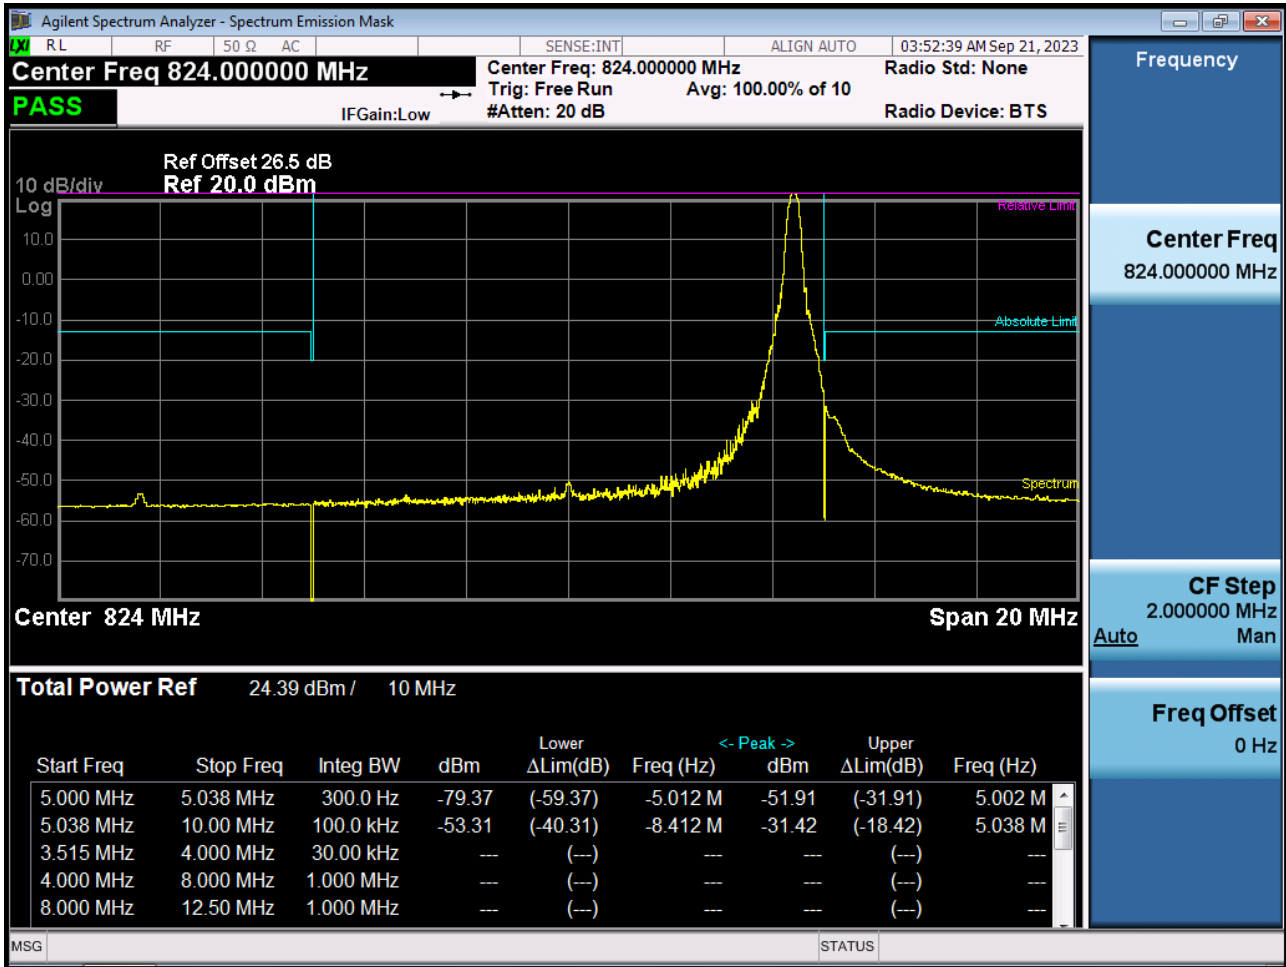 Agilent Spectrum Analyzer - Spectrum Emission Mask
LXI RL RF 50 Ω AC SENSE:INT ALIGN AUTO 03:52:39 AM Sep 21, 2023
Center Freq 824.000000 MHz
Center Freq: 824.000000 MHz Radio Std: None
Trig: Free Run Avg: 100.00% of 10
PASS
IFGain:Low #Atten: 20 dB Radio Device: BTS
Ref Offset 26.5 dB
10 dB/div Ref 20.0 dBm
Log
Relative Limit
10.0
0.00
-10.0
Absolute Limit
-20.0
-30.0
-40.0
-50.0
Spectrum
-60.0
-70.0
Center 824 MHz Span 20 MHz
Total Power Ref 24.39 dBm / 10 MHz
Lower <- Peak -> Upper
Start Freq Stop Freq Integ BW dBm ΔLim(dB) Freq (Hz) dBm ΔLim(dB) Freq (Hz)
5.000 MHz 5.038 MHz 300.0 Hz -79.37 (-59.37) -5.012 M -51.91 (-31.91) 5.002 M
5.038 MHz 10.00 MHz 100.0 kHz -53.31 (-40.31) -8.412 M -31.42 (-18.42) 5.038 M
3.515 MHz 4.000 MHz 30.00 kHz --- (---) --- --- (---) ---
4.000 MHz 8.000 MHz 1.000 MHz --- (---) --- --- (---) ---
8.000 MHz 12.50 MHz 1.000 MHz --- (---) --- --- (---) ---
MSG STATUS
Frequency
Center Freq
824.000000 MHz
CF Step
2.000000 MHz
Auto Man
Freq Offset
0 Hz